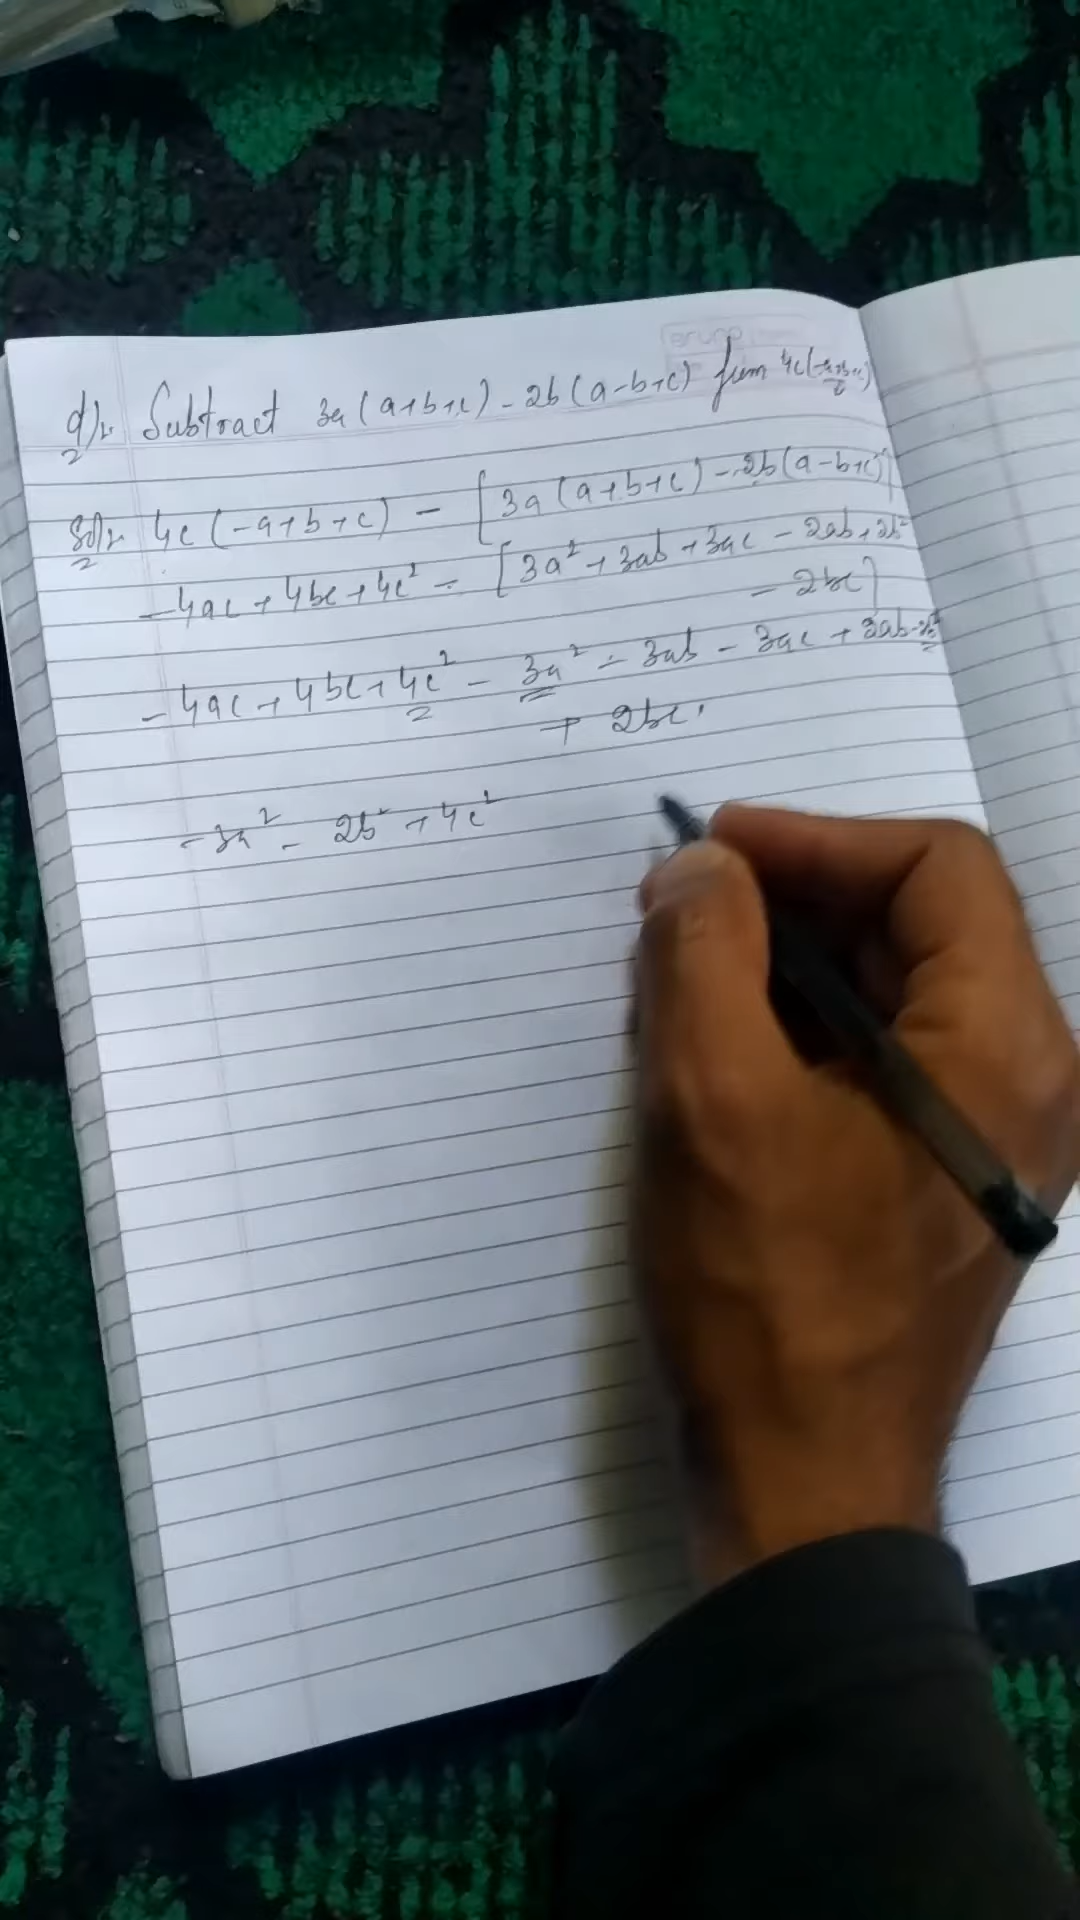 d) Subtract 3a(a+b+c) - 2b(a-b+c) from 4c(-a+b+c)
Sol 4c(-a+b+c) - [3a(a+b+c) - 2b(a-b+c)]
-4ac + 4bc + 4c² - [3a² + 3ab + 3ac - 2ab + 2b²
- 2bc]
-4ac + 4bc + 4c² - 3a² - 3ab - 3ac + 2ab - 2b²
+ 2bc.
-3a² - 2b² + 4c²